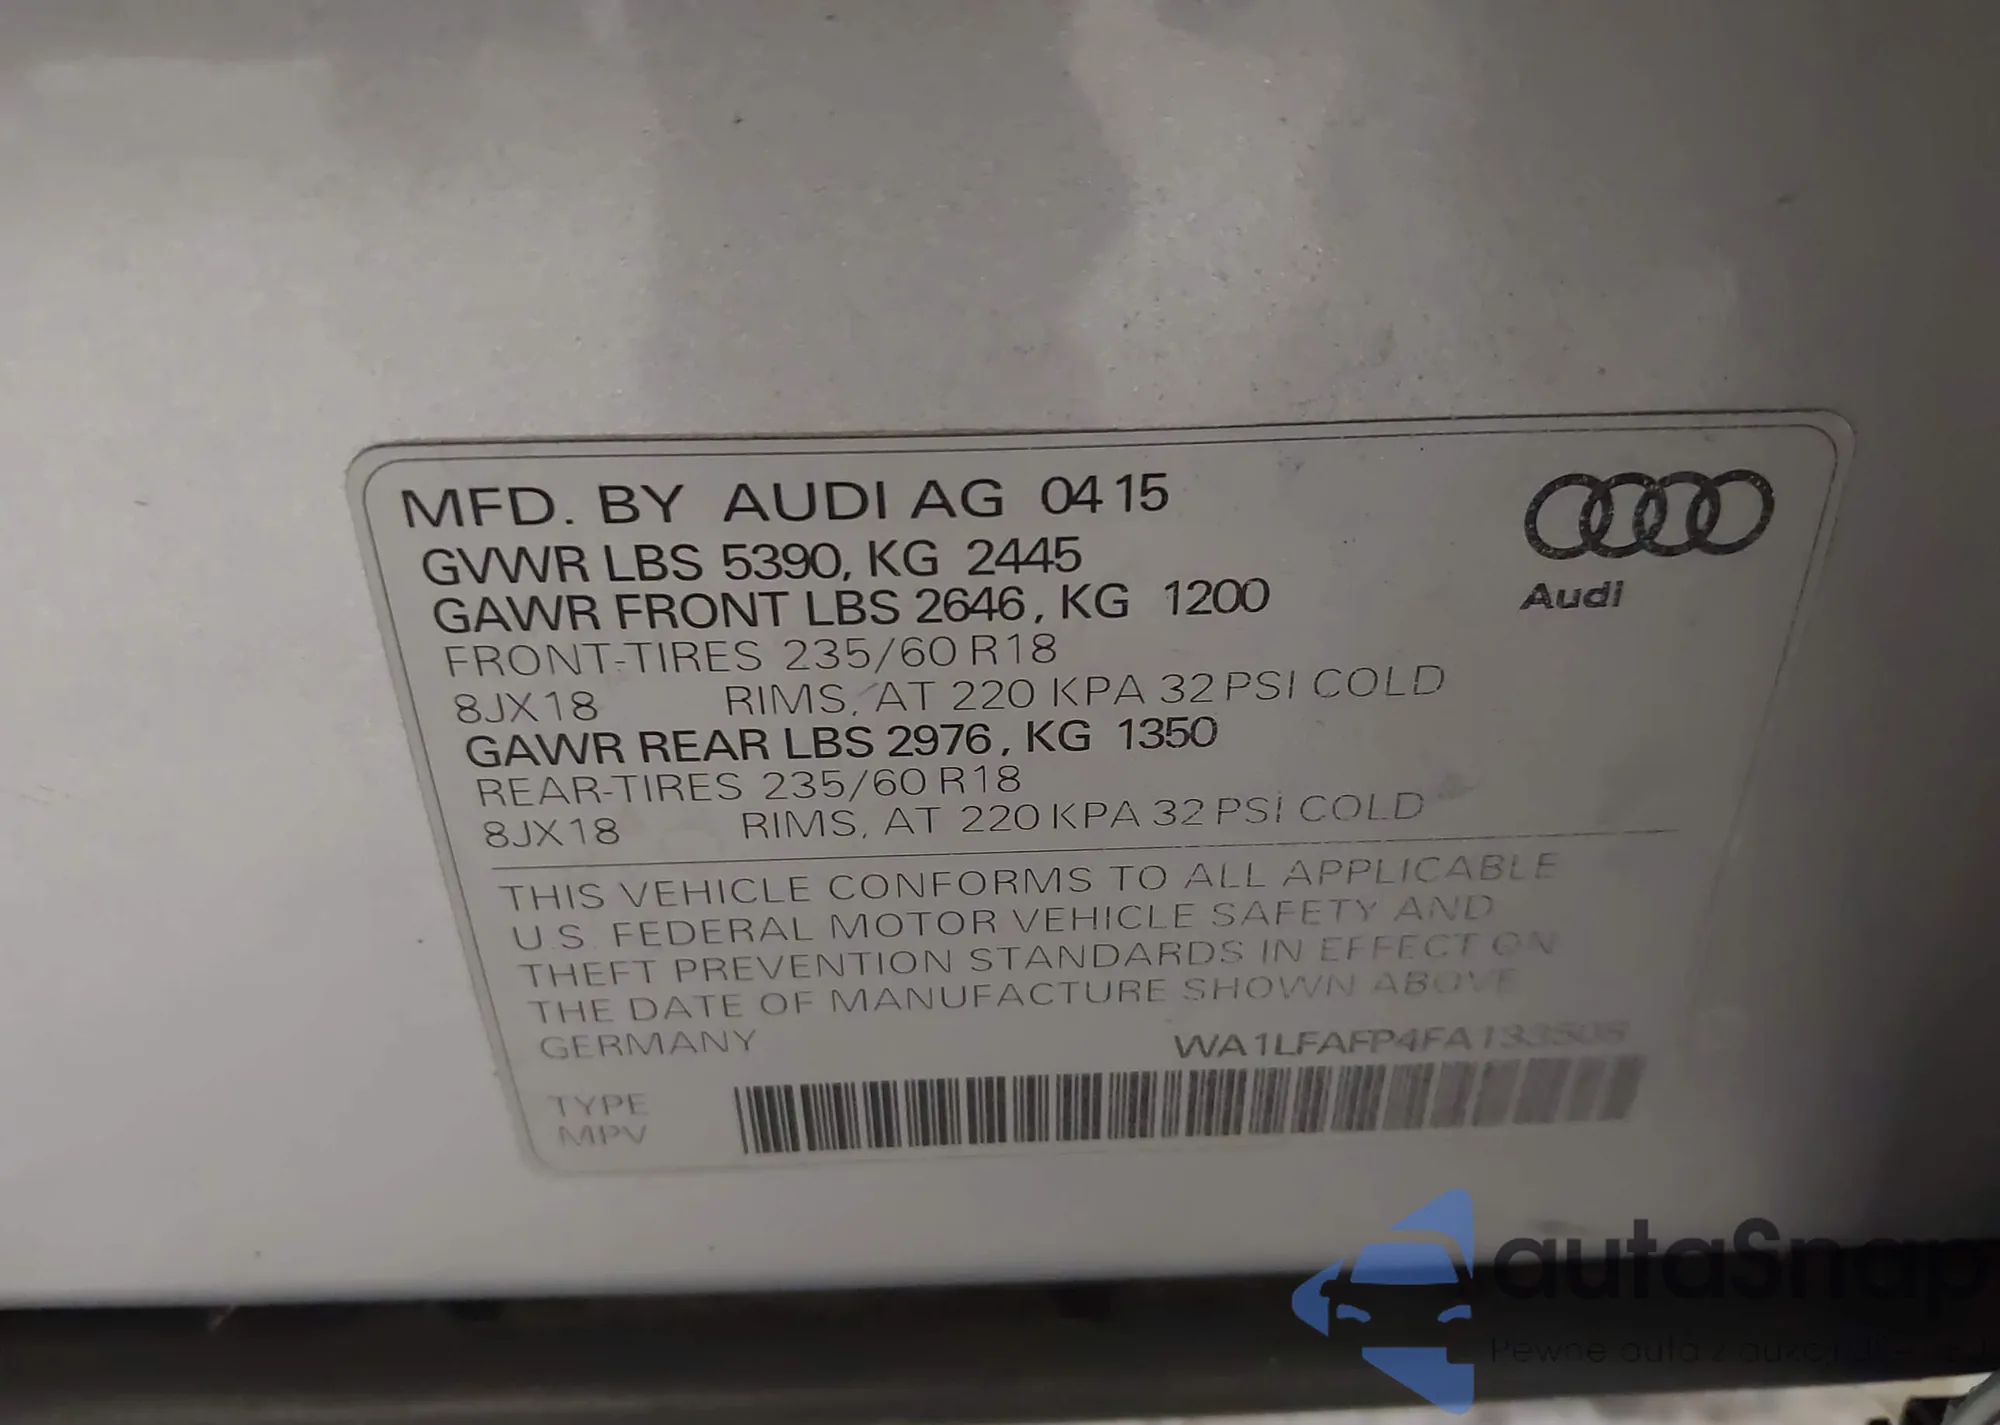 MFD. BY AUDI AG 04 15
GVWR LBS 5390, KG 2445
GAWR FRONT LBS 2646, KG 1200
FRONT-TIRES 235/60 R18
8JX18 RIMS, AT 220 KPA 32 PSI COLD
GAWR REAR LBS 2976, KG 1350
REAR-TIRES 235/60 R18
8JX18 RIMS, AT 220 KPA 32 PSI COLD
Audi
THIS VEHICLE CONFORMS TO ALL APPLICABLE
U.S. FEDERAL MOTOR VEHICLE SAFETY AND
THEFT PREVENTION STANDARDS IN EFFECT ON
THE DATE OF MANUFACTURE SHOWN ABOVE
GERMANY
TYPE
MPV
autaSnap
Pewne auta z